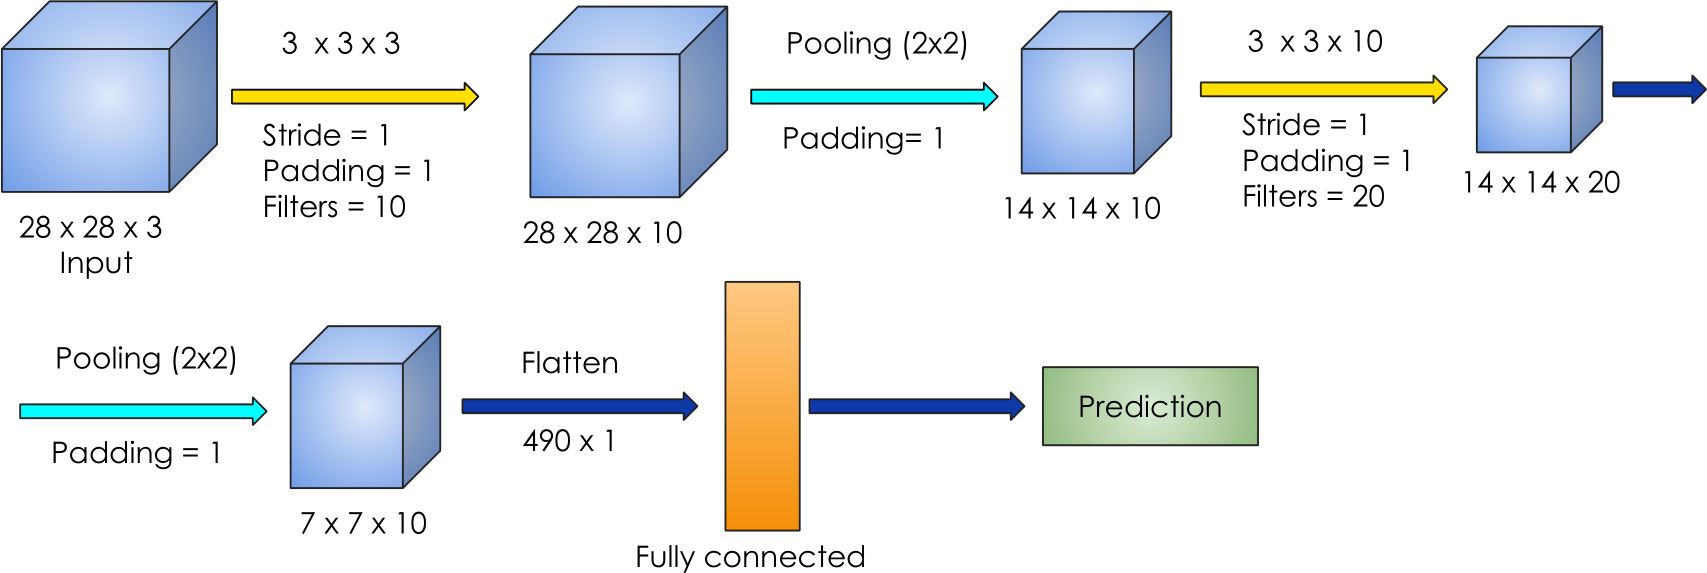 3  x 3 x 3
Stride = 1
Padding = 1
Filters = 10
28 x 28 x 3
Input
28 x 28 x 10
Pooling (2x2)
Padding= 1
14 x 14 x 10
3  x 3 x 10
Stride = 1
Padding = 1
Filters = 20
14 x 14 x 20
Pooling (2x2)
Padding = 1
7 x 7 x 10
Flatten
490 x 1
Fully connected
Prediction